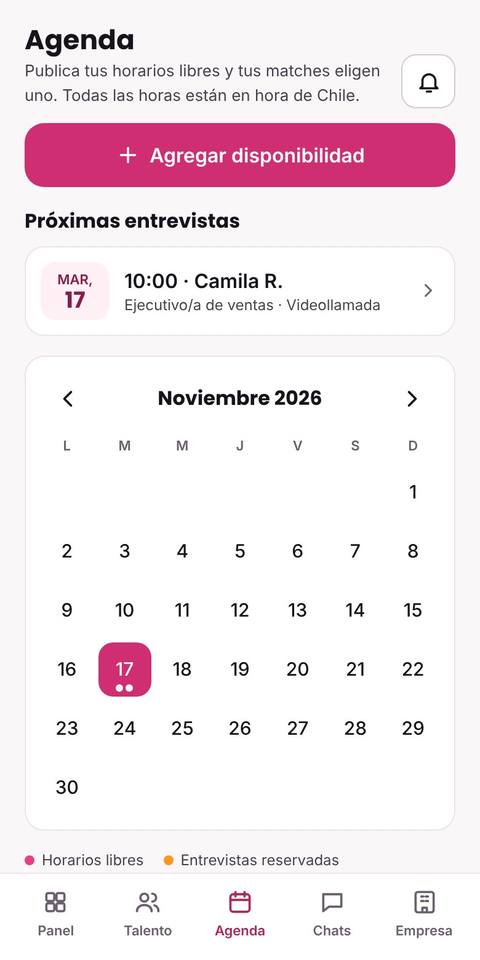 Agenda
Publica tus horarios libres y tus matches eligen
uno. Todas las horas están en hora de Chile.
Agregar disponibilidad
Próximas entrevistas
MAR,
17
10:00 · Camila R.
Ejecutivo/a de ventas · Videollamada
Noviembre 2026
L M M J V S D
1
2 3 4 5 6 7 8
9 10 11 12 13 14 15
16 17 18 19 20 21 22
23 24 25 26 27 28 29
30
Horarios libres Entrevistas reservadas
Panel Talento Agenda Chats Empresa